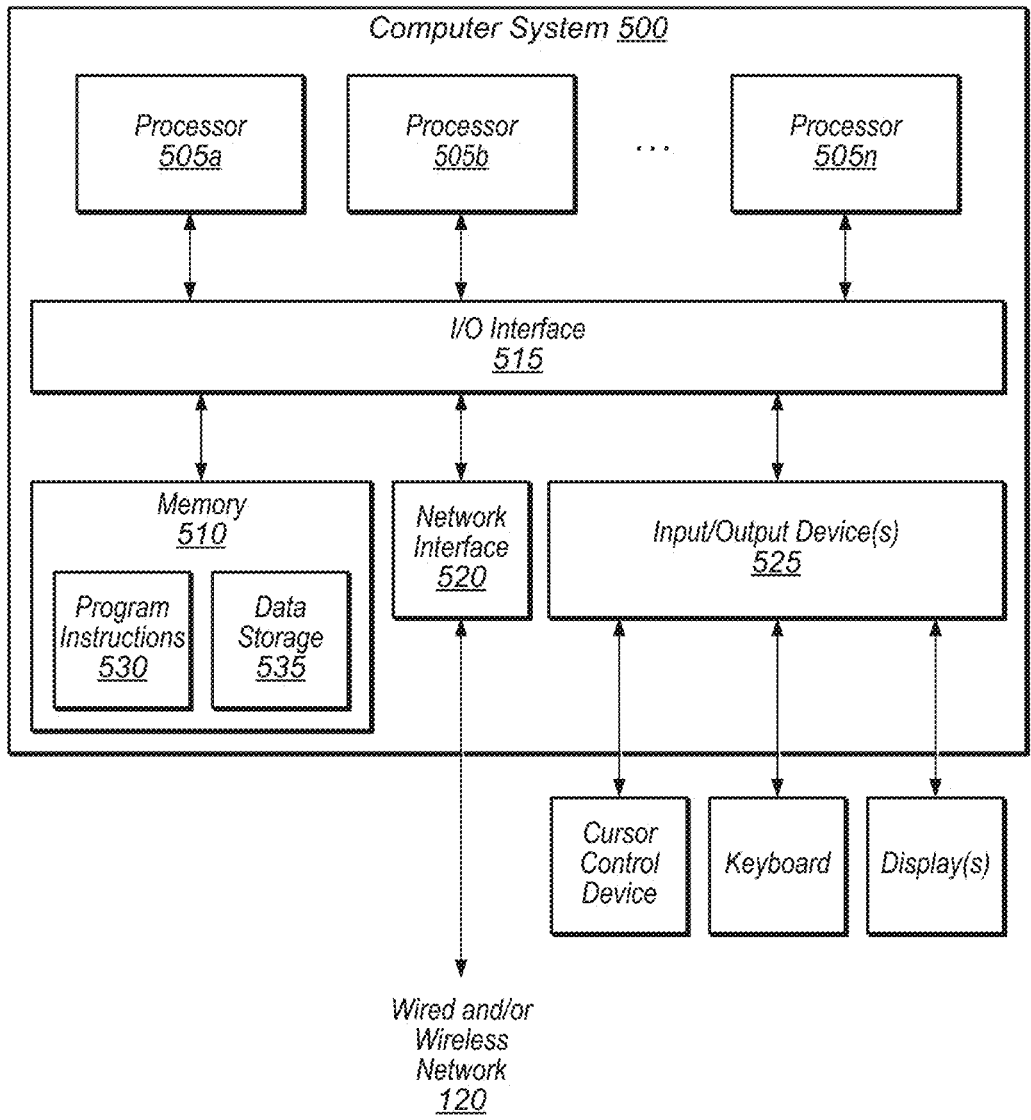 Computer System 500
Processor
505a
Processor
505b
...
Processor
505n
I/O Interface
515
Memory
510
Program
Instructions
530
Data
Storage
535
Network
Interface
520
Input/Output Device(s)
525
Cursor
Control
Device
Keyboard
Display(s)
Wired and/or
Wireless
Network
120